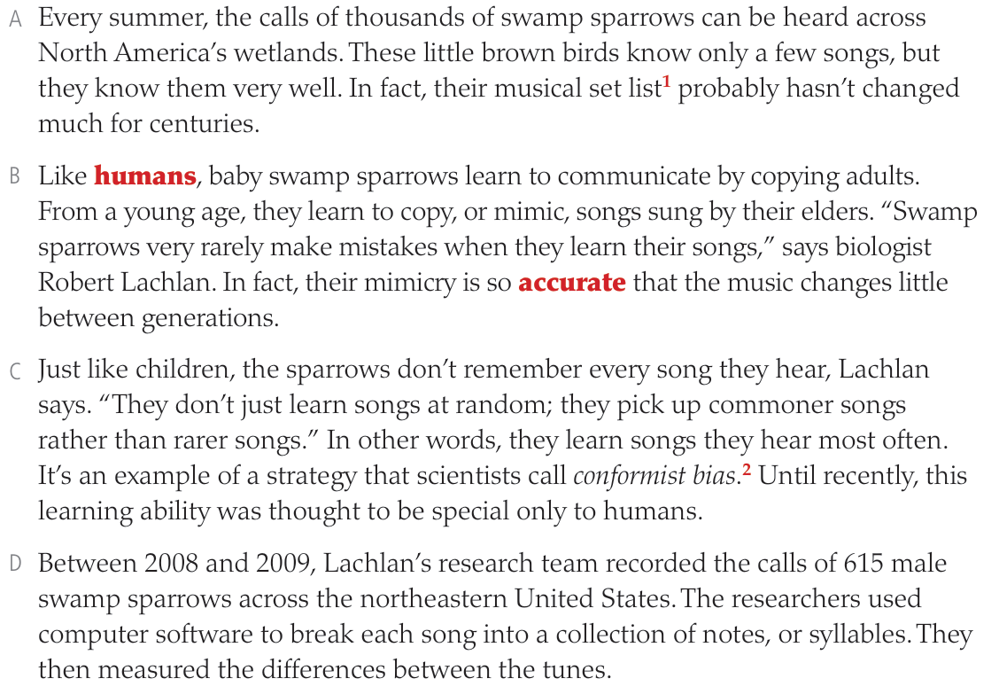 A Every summer, the calls of thousands of swamp sparrows can be heard across
North America’s wetlands. These little brown birds know only a few songs, but
they know them very well. In fact, their musical set list1 probably hasn’t changed
much for centuries.
B Like humans, baby swamp sparrows learn to communicate by copying adults.
From a young age, they learn to copy, or mimic, songs sung by their elders. “Swamp
sparrows very rarely make mistakes when they learn their songs,” says biologist
Robert Lachlan. In fact, their mimicry is so accurate that the music changes little
between generations.
C Just like children, the sparrows don’t remember every song they hear, Lachlan
says. “They don’t just learn songs at random; they pick up commoner songs
rather than rarer songs.” In other words, they learn songs they hear most often.
It’s an example of a strategy that scientists call conformist bias.2 Until recently, this
learning ability was thought to be special only to humans.
D Between 2008 and 2009, Lachlan’s research team recorded the calls of 615 male
swamp sparrows across the northeastern United States. The researchers used
computer software to break each song into a collection of notes, or syllables. They
then measured the differences between the tunes.